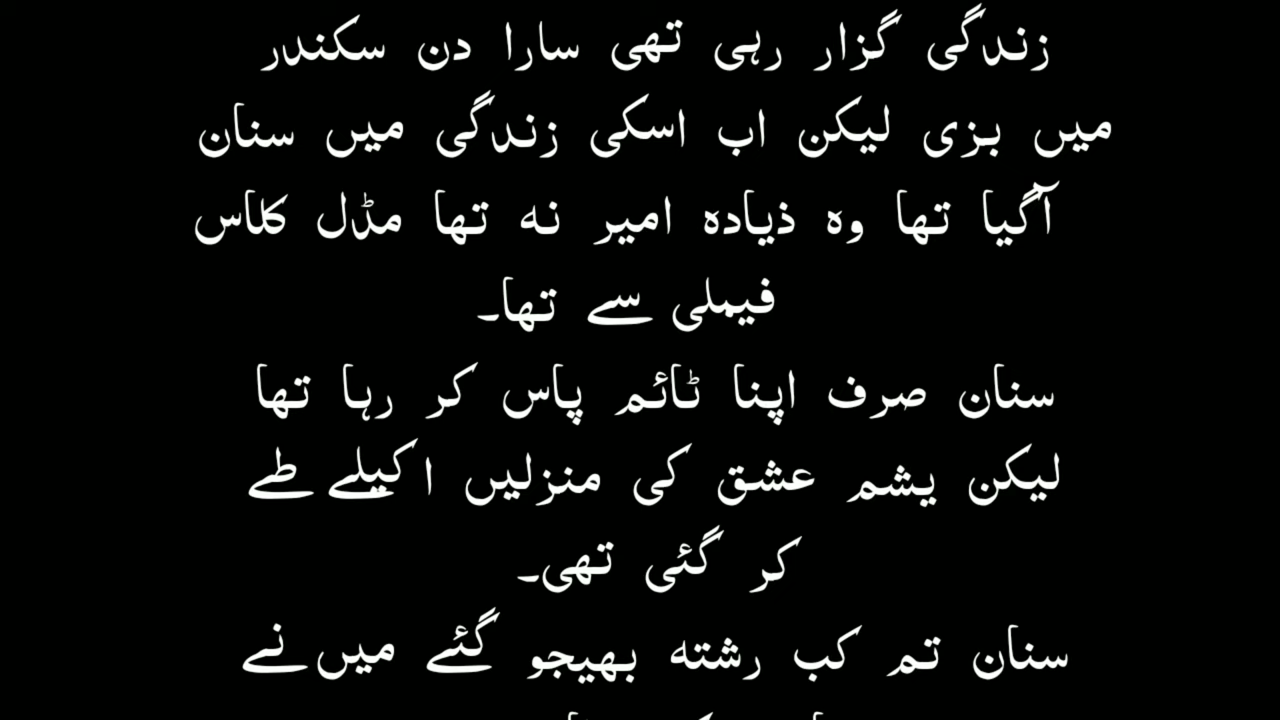 زندگی گزار رہی تھی سارا دن سکندر
میں بزی لیکن اب اسکی زندگی میں سنان
آگیا تھا وہ ذیادہ امیر نہ تھا مڈل کلاس
فیملی سے تھا۔
سنان صرف اپنا ٹائم پاس کر رہا تھا
لیکن یشم عشق کی منزلیں اکیلے طے
کر گئی تھی۔
سنان تم کب رشتہ بھیجو گئے میں نے